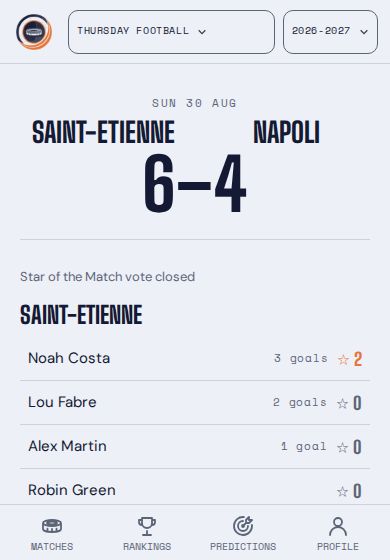 THURSDAY FOOTBALL
2026-2027
SUN 30 AUG
SAINT-ETIENNE NAPOLI
6–4
Star of the Match vote closed
SAINT-ETIENNE
Noah Costa 3 goals ☆ 2
Lou Fabre 2 goals ☆ 0
Alex Martin 1 goal ☆ 0
Robin Green ☆ 0
MATCHES RANKINGS PREDICTIONS PROFILE